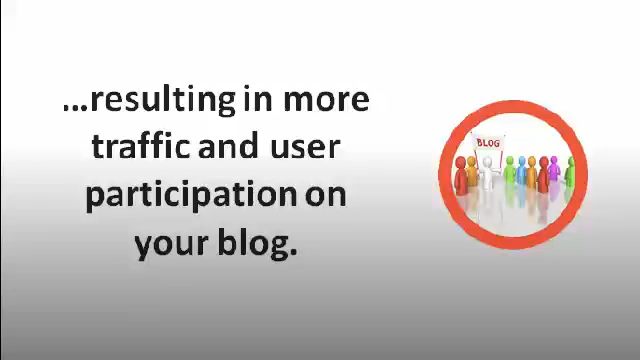 ...resulting in more
traffic and user
participation on
your blog.
BLOG